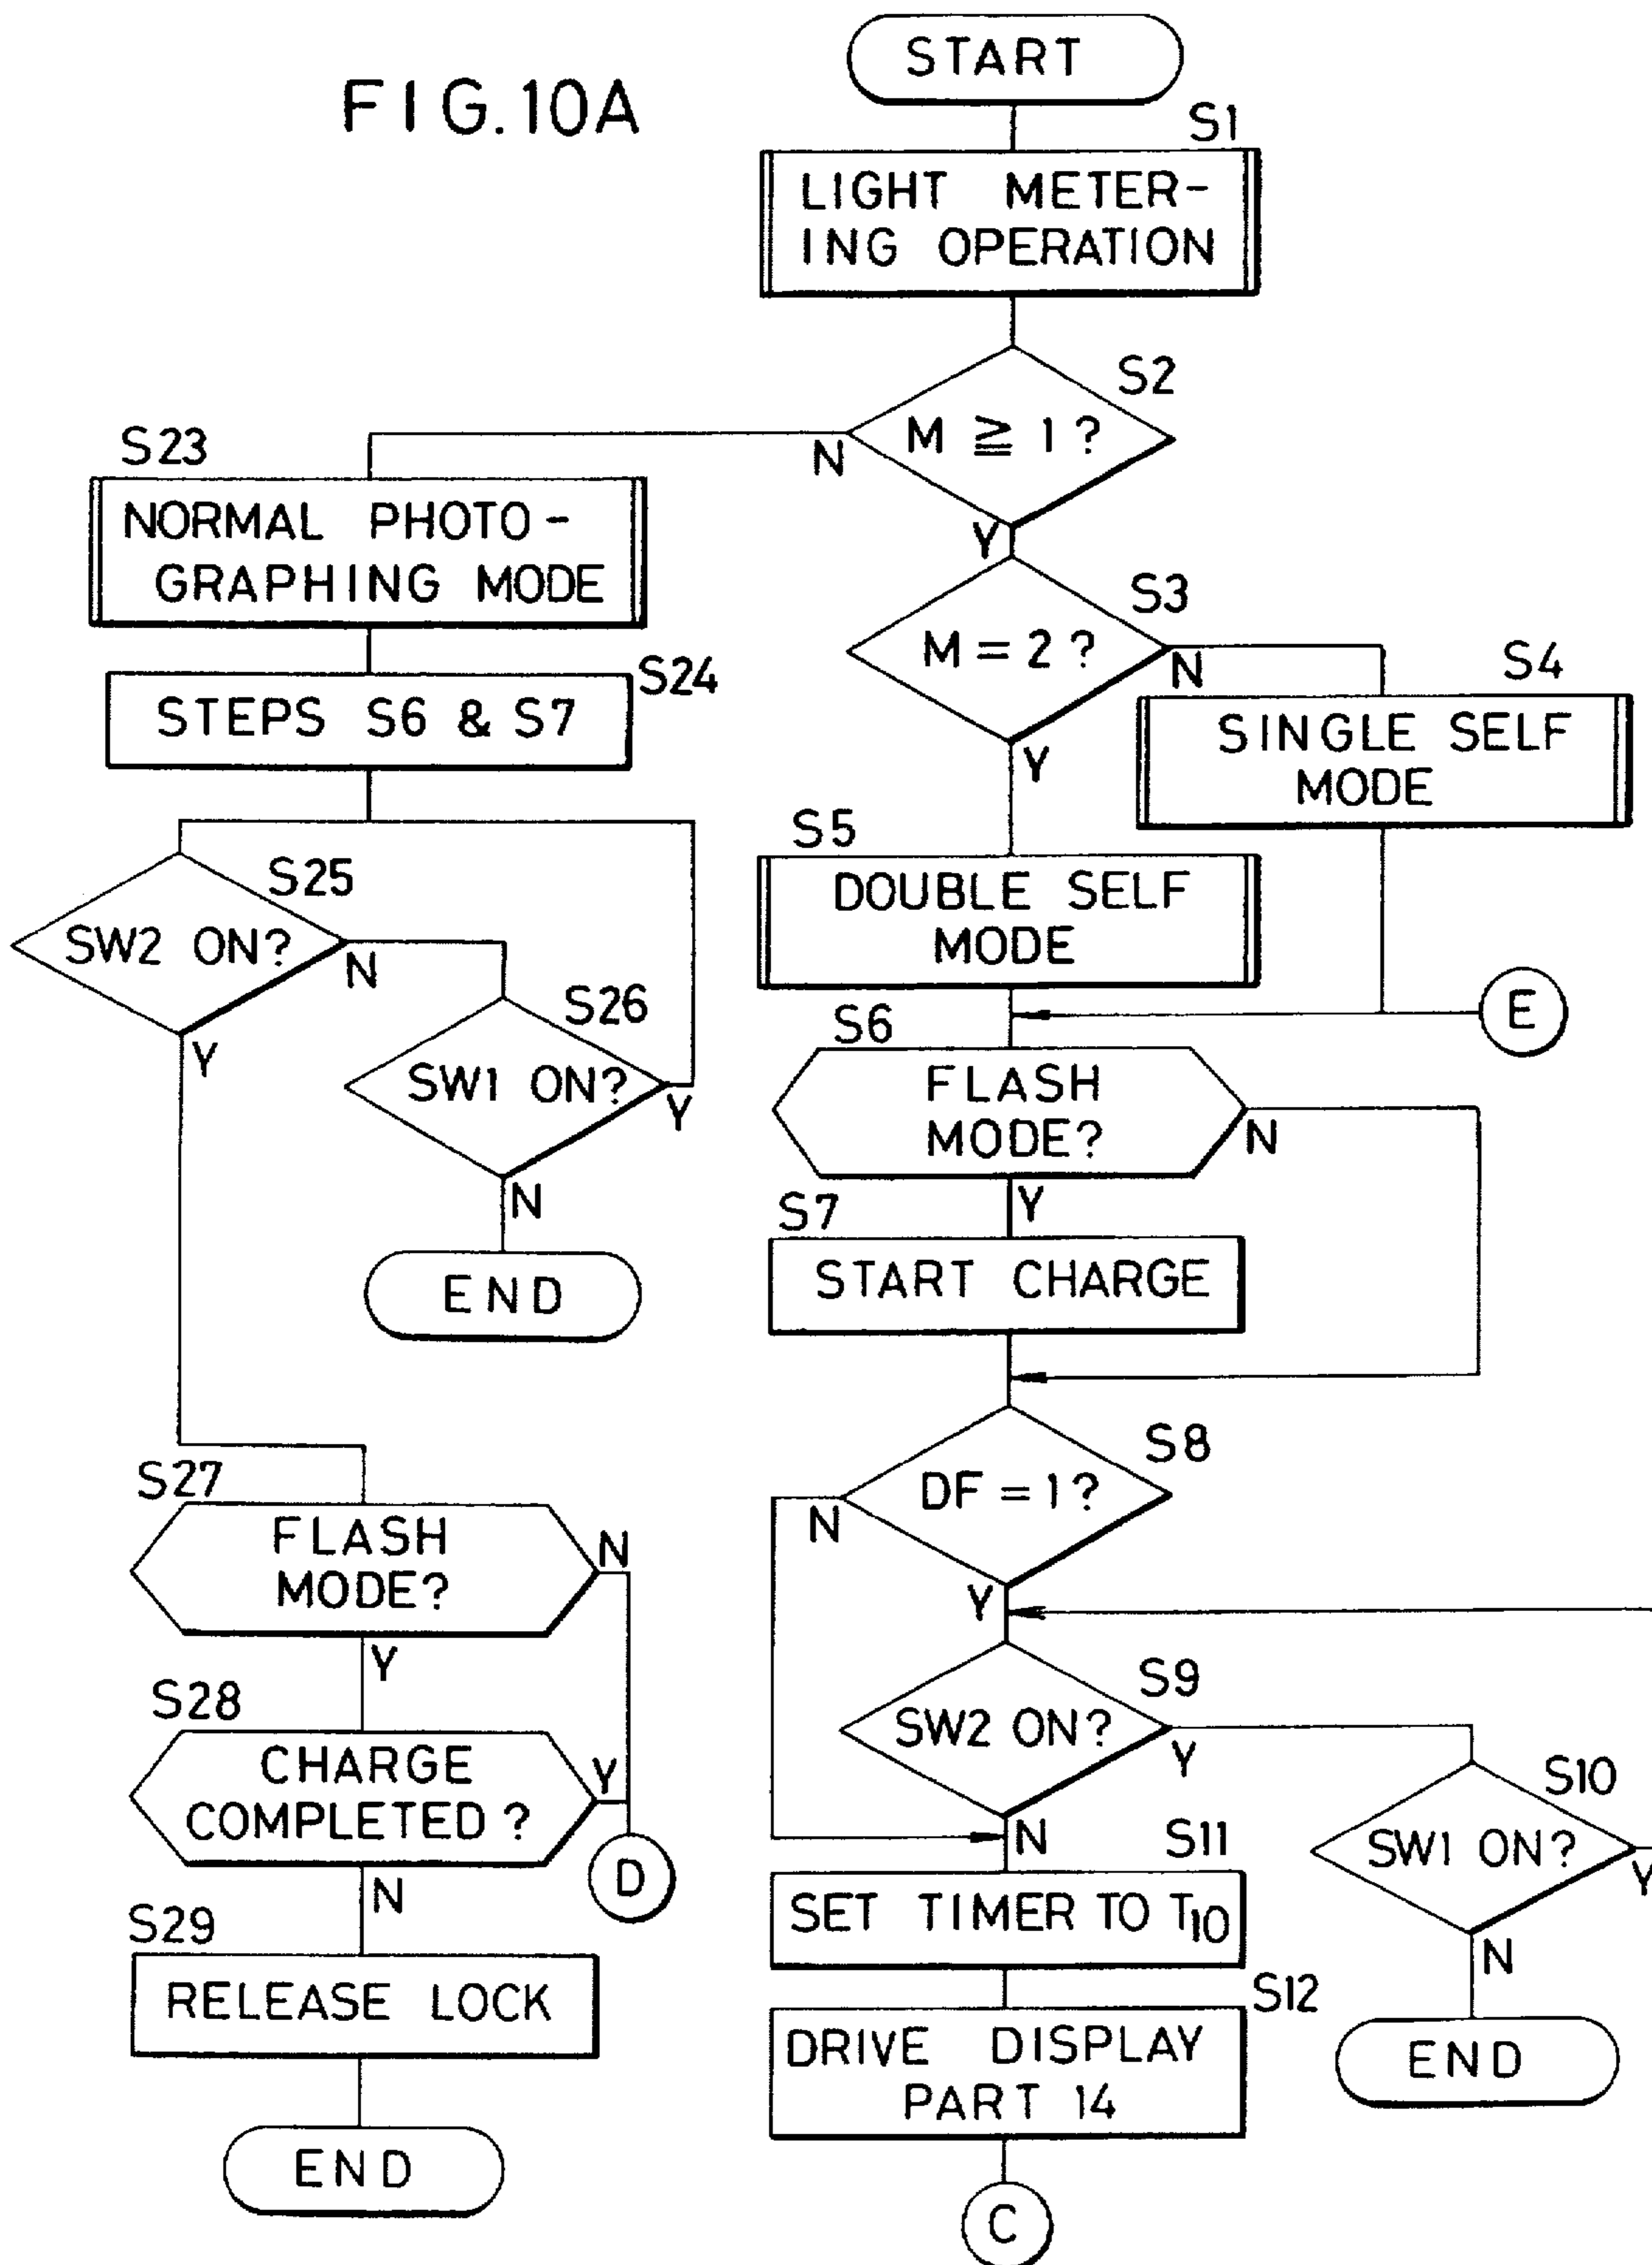 FIG.10A
START
S1
LIGHT METER-
ING OPERATION
S2
M ≧ 1?
N
Y
S23
NORMAL PHOTO-
GRAPHING MODE
S24
STEPS S6 & S7
S3
M = 2?
N
Y
S4
SINGLE SELF
MODE
S5
DOUBLE SELF
MODE
E
S25
SW2 ON?
N
Y
S26
SW1 ON?
Y
N
END
S6
FLASH
MODE?
N
Y
S7
START CHARGE
S8
DF = 1?
N
Y
S27
FLASH
MODE?
N
Y
S28
CHARGE
COMPLETED?
Y
N
D
S29
RELEASE LOCK
END
S9
SW2 ON?
Y
N
S10
SW1 ON?
Y
N
END
S11
SET TIMER TO T10
S12
DRIVE DISPLAY
PART 14
C